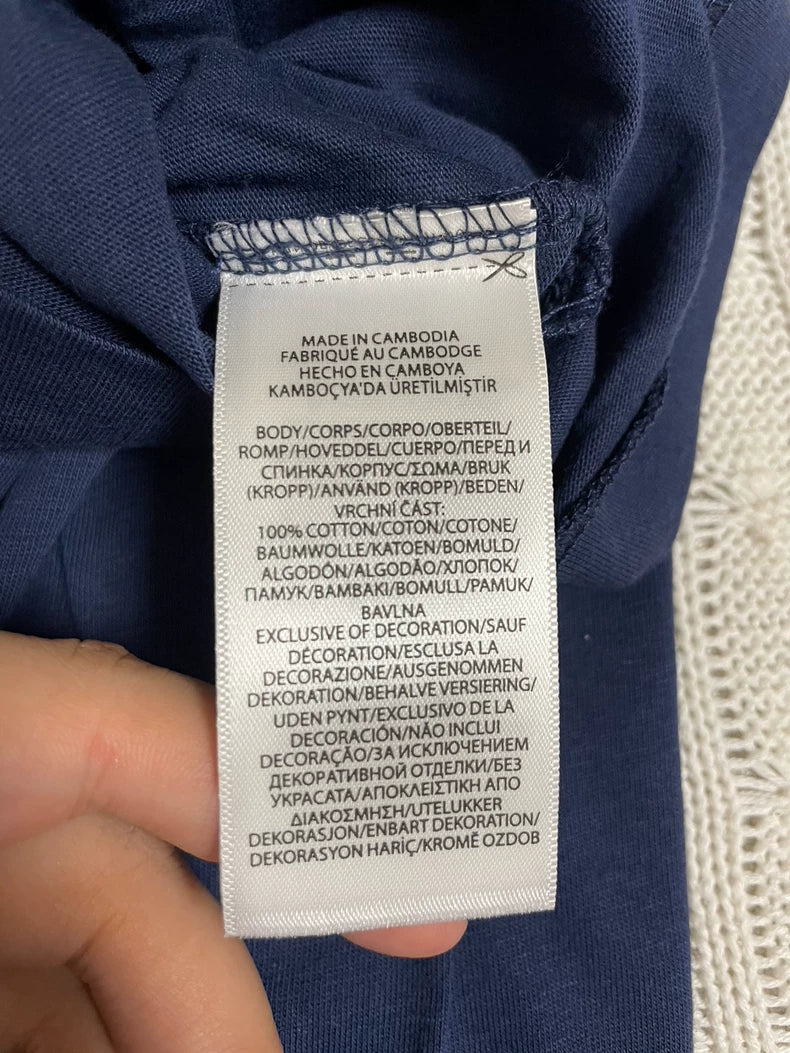 MADE IN CAMBODIA
FABRIQUÉ AU CAMBODGE
HECHO EN CAMBOYA
KAMBOÇYA'DA ÜRETİLMİŞTİR
BODY/CORPS/CORPO/OBERTEIL/
ROMP/HOVEDDEL/CUERPO/ПЕРЕД И
СПИНКА/КОРПУС/ΣΩΜΑ/BRUK
(KROPP)/ANVÄND (KROPP)/BEDEN/
VRCHNÍ ČÁST:
100% COTTON/COTON/COTONE/
BAUMWOLLE/KATOEN/BOMULD/
ALGODÓN/ALGODÃO/ХЛОПОК/
ПАМУК/ΒΑΜΒΑΚΙ/BOMULL/PAMUK/
BAVLNA
EXCLUSIVE OF DECORATION/SAUF
DÉCORATION/ESCLUSA LA
DECORAZIONE/AUSGENOMMEN
DEKORATION/BEHALVE VERSIERING/
UDEN PYNT/EXCLUSIVO DE LA
DECORACIÓN/NÃO INCLUI
DECORAÇÃO/ЗА ИСКЛЮЧЕНИЕМ
ДЕКОРАТИВНОЙ ОТДЕЛКИ/БЕЗ
УКРАСАТА/ΑΠΟΚΛΕΙΣΤΙΚΗ ΑΠΟ
ΔΙΑΚΟΣΜΗΣΗ/UTELUKKER
DEKORASJON/ENBART DEKORATION/
DEKORASYON HARİÇ/KROMĚ OZDOB